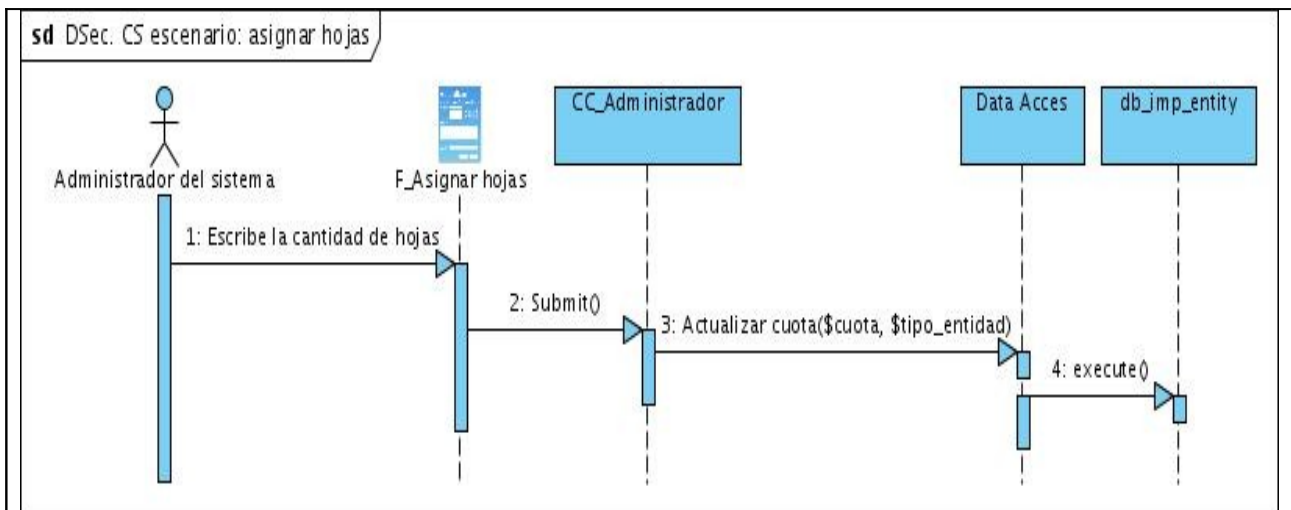 sd DSec. CS escenario: asignar hojas
Administrador del sistema
F_Asignar hojas
CC_Administrador
Data Acces
db_imp_entity
1: Escribe la cantidad de hojas
2: Submit()
3: Actualizar cuota($cuota, $tipo_entidad)
4: execute()